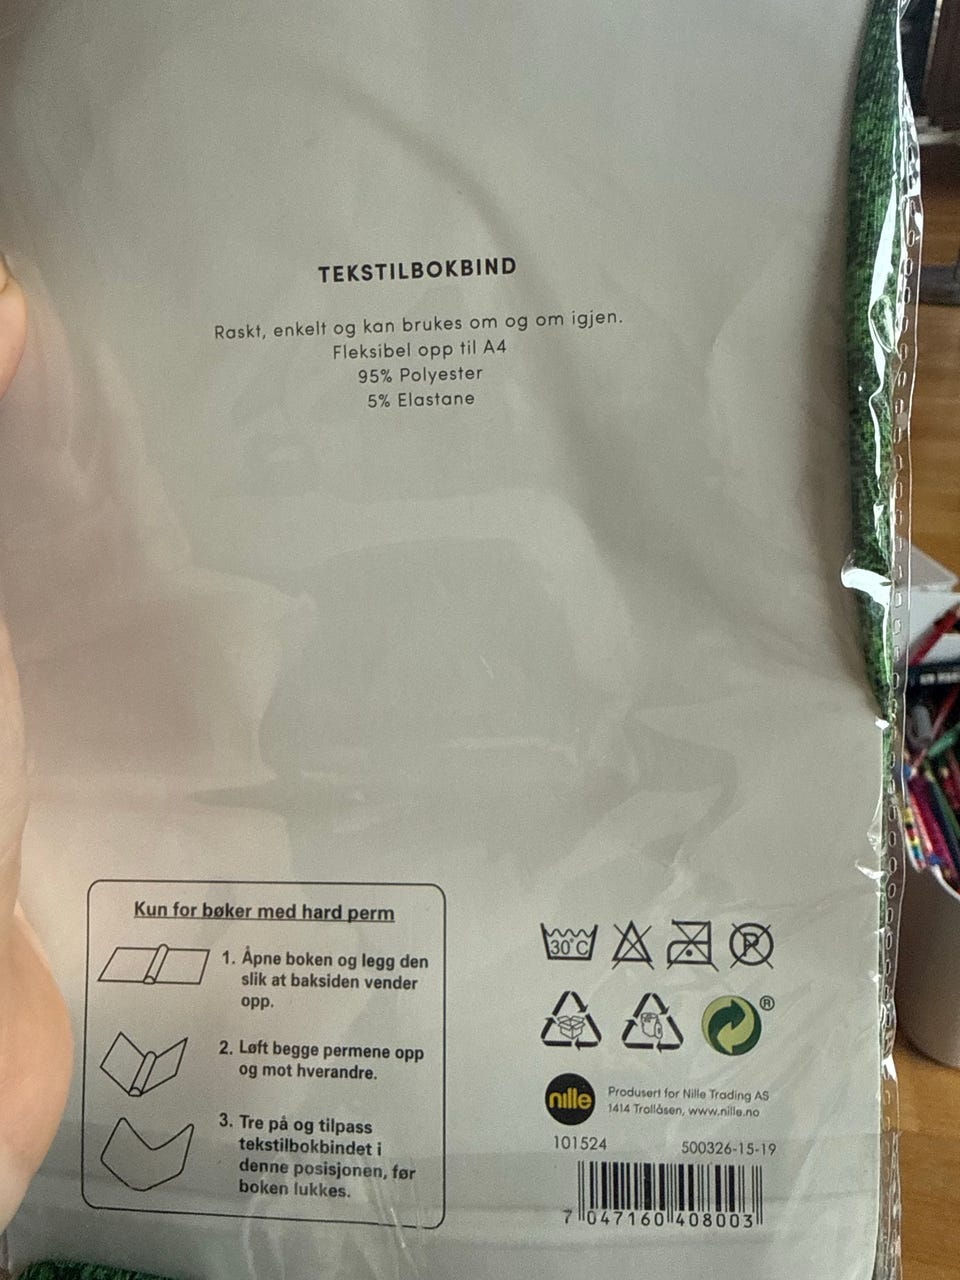 TEKSTILBOKBIND
Raskt, enkelt og kan brukes om og om igjen.
Fleksibel opp til A4
95% Polyester
5% Elastane
Kun for bøker med hard perm
1. Åpne boken og legg den
slik at baksiden vender
opp.
2. Løft begge permene opp
og mot hverandre.
3. Tre på og tilpass
tekstilbokbindet i
denne posisjonen, før
boken lukkes.
30°C
P
®
nille
Produsert for Nille Trading AS
1414 Trollåsen, www.nille.no
101524 500326-15-19
7 047160 408003